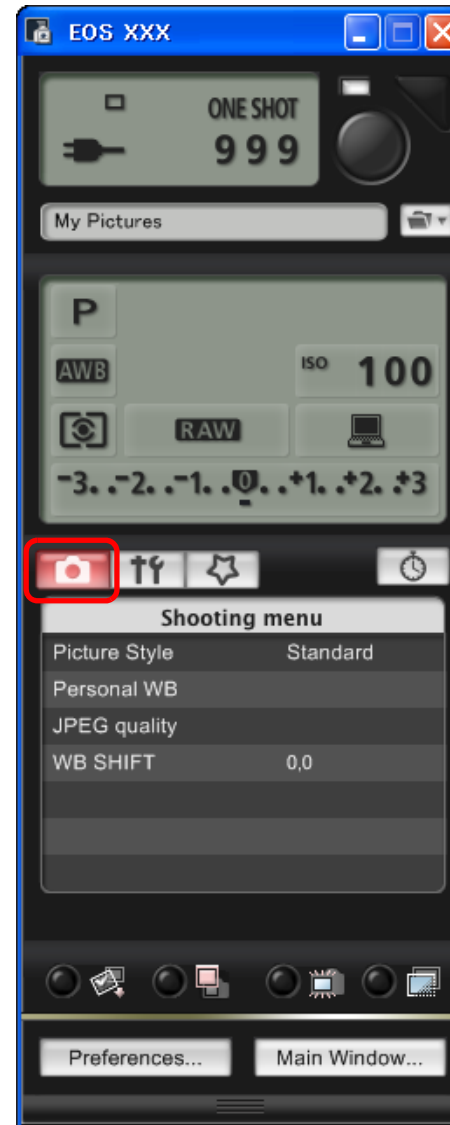 EOS XXX
ONE SHOT
999
My Pictures
P
AWB
ISO 100
RAW
-3. .-2. .-1. .0. .+1. .+2. .+3
Shooting menu
Picture Style Standard
Personal WB
JPEG quality
WB SHIFT 0,0
Preferences... Main Window...